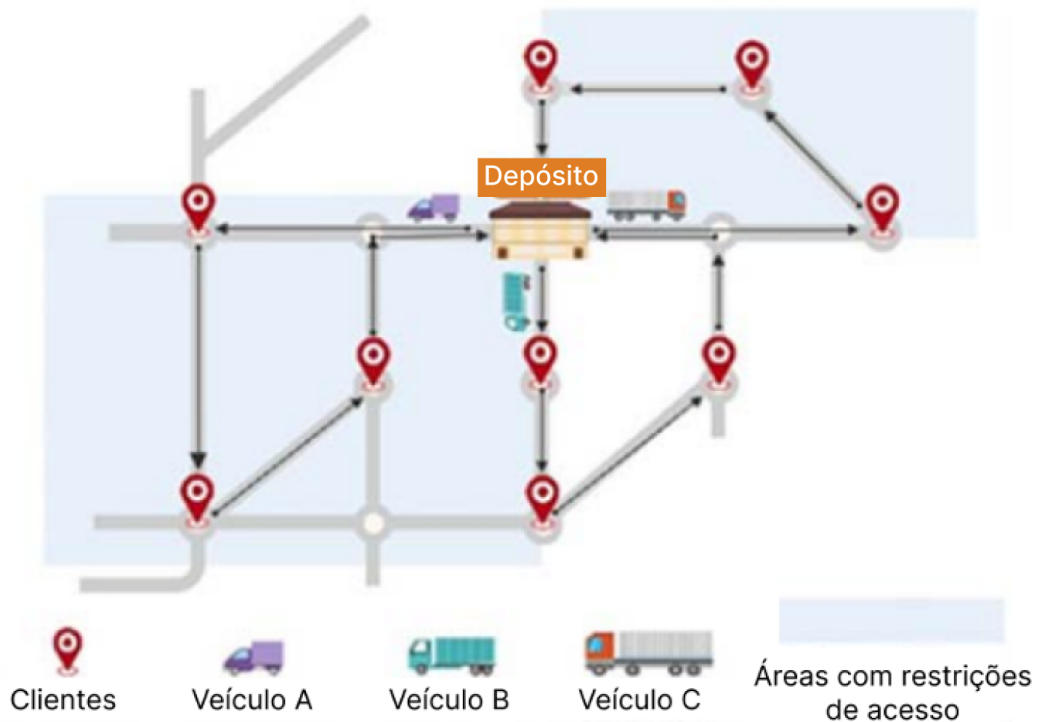 Depósito
Clientes
Veículo A
Veículo B
Veículo C
Áreas com restrições
de acesso